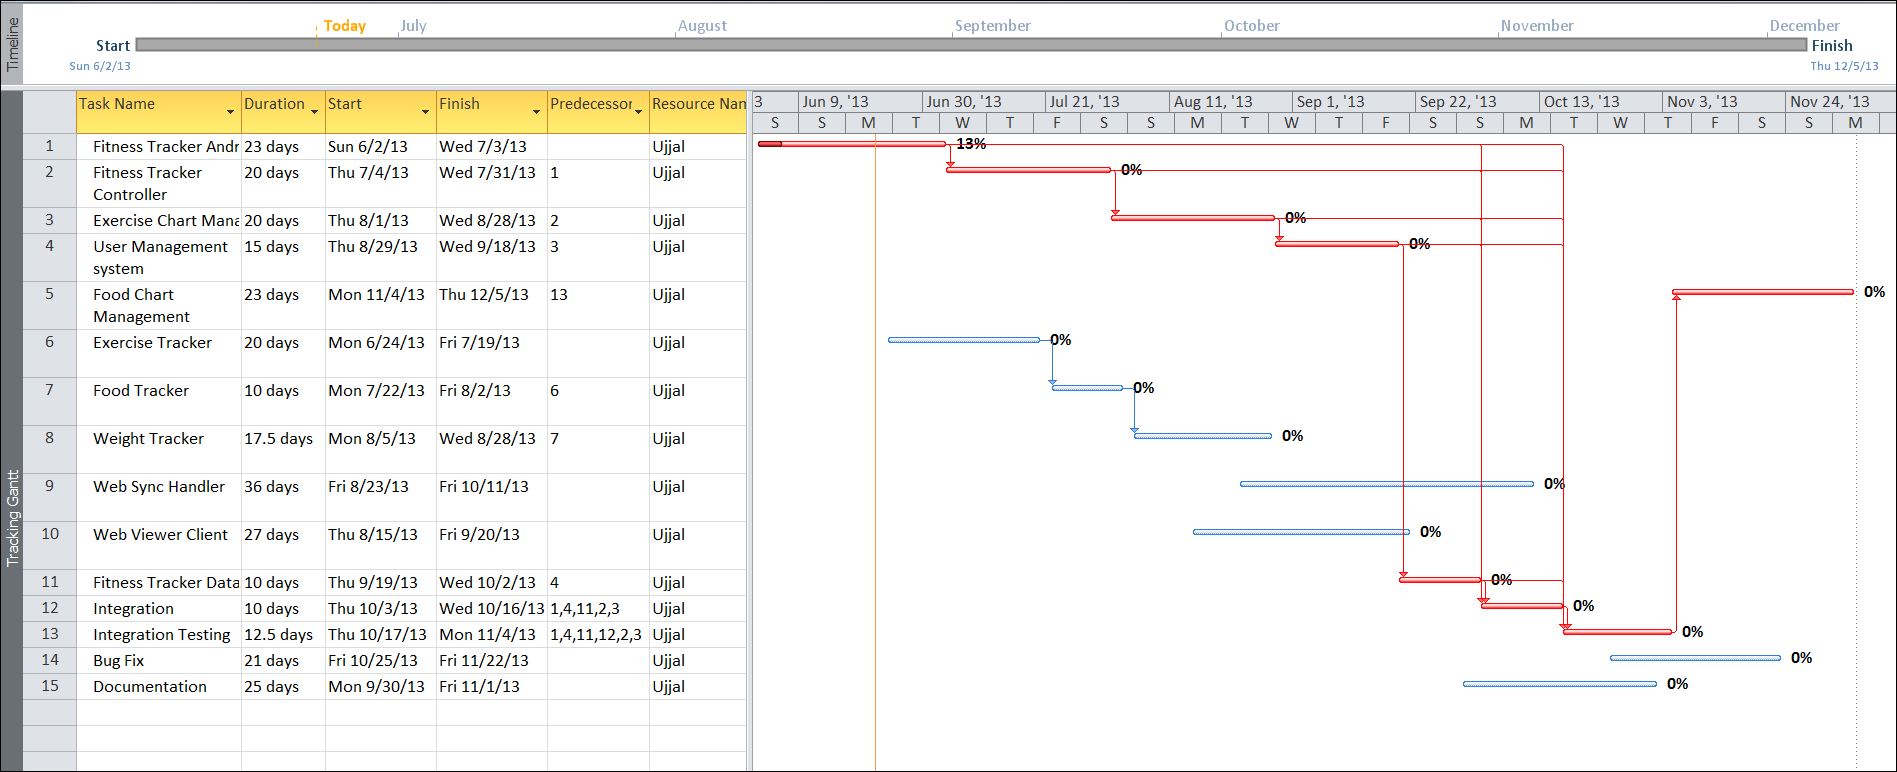 Timeline
Today July August September October November December
Start Finish
Sun 6/2/13 Thu 12/5/13
Tracking Gantt
Task Name Duration Start Finish Predecessor Resource Nam 3 Jun 9, '13 Jun 30, '13 Jul 21, '13 Aug 11, '13 Sep 1, '13 Sep 22, '13 Oct 13, '13 Nov 3, '13 Nov 24, '13
S S M T W T F S S M T W T F S S M T W T F S S M
1 Fitness Tracker Andr 23 days Sun 6/2/13 Wed 7/3/13 Ujjal 13%
2 Fitness Tracker 20 days Thu 7/4/13 Wed 7/31/13 1 Ujjal 0%
Controller
3 Exercise Chart Mana 20 days Thu 8/1/13 Wed 8/28/13 2 Ujjal 0%
4 User Management 15 days Thu 8/29/13 Wed 9/18/13 3 Ujjal 0%
system
5 Food Chart 23 days Mon 11/4/13 Thu 12/5/13 13 Ujjal 0%
Management
6 Exercise Tracker 20 days Mon 6/24/13 Fri 7/19/13 Ujjal 0%
7 Food Tracker 10 days Mon 7/22/13 Fri 8/2/13 6 Ujjal 0%
8 Weight Tracker 17.5 days Mon 8/5/13 Wed 8/28/13 7 Ujjal 0%
9 Web Sync Handler 36 days Fri 8/23/13 Fri 10/11/13 Ujjal 0%
10 Web Viewer Client 27 days Thu 8/15/13 Fri 9/20/13 Ujjal 0%
11 Fitness Tracker Data 10 days Thu 9/19/13 Wed 10/2/13 4 Ujjal 0%
12 Integration 10 days Thu 10/3/13 Wed 10/16/13 1,4,11,2,3 Ujjal 0%
13 Integration Testing 12.5 days Thu 10/17/13 Mon 11/4/13 1,4,11,12,2,3 Ujjal 0%
14 Bug Fix 21 days Fri 10/25/13 Fri 11/22/13 Ujjal 0%
15 Documentation 25 days Mon 9/30/13 Fri 11/1/13 Ujjal 0%